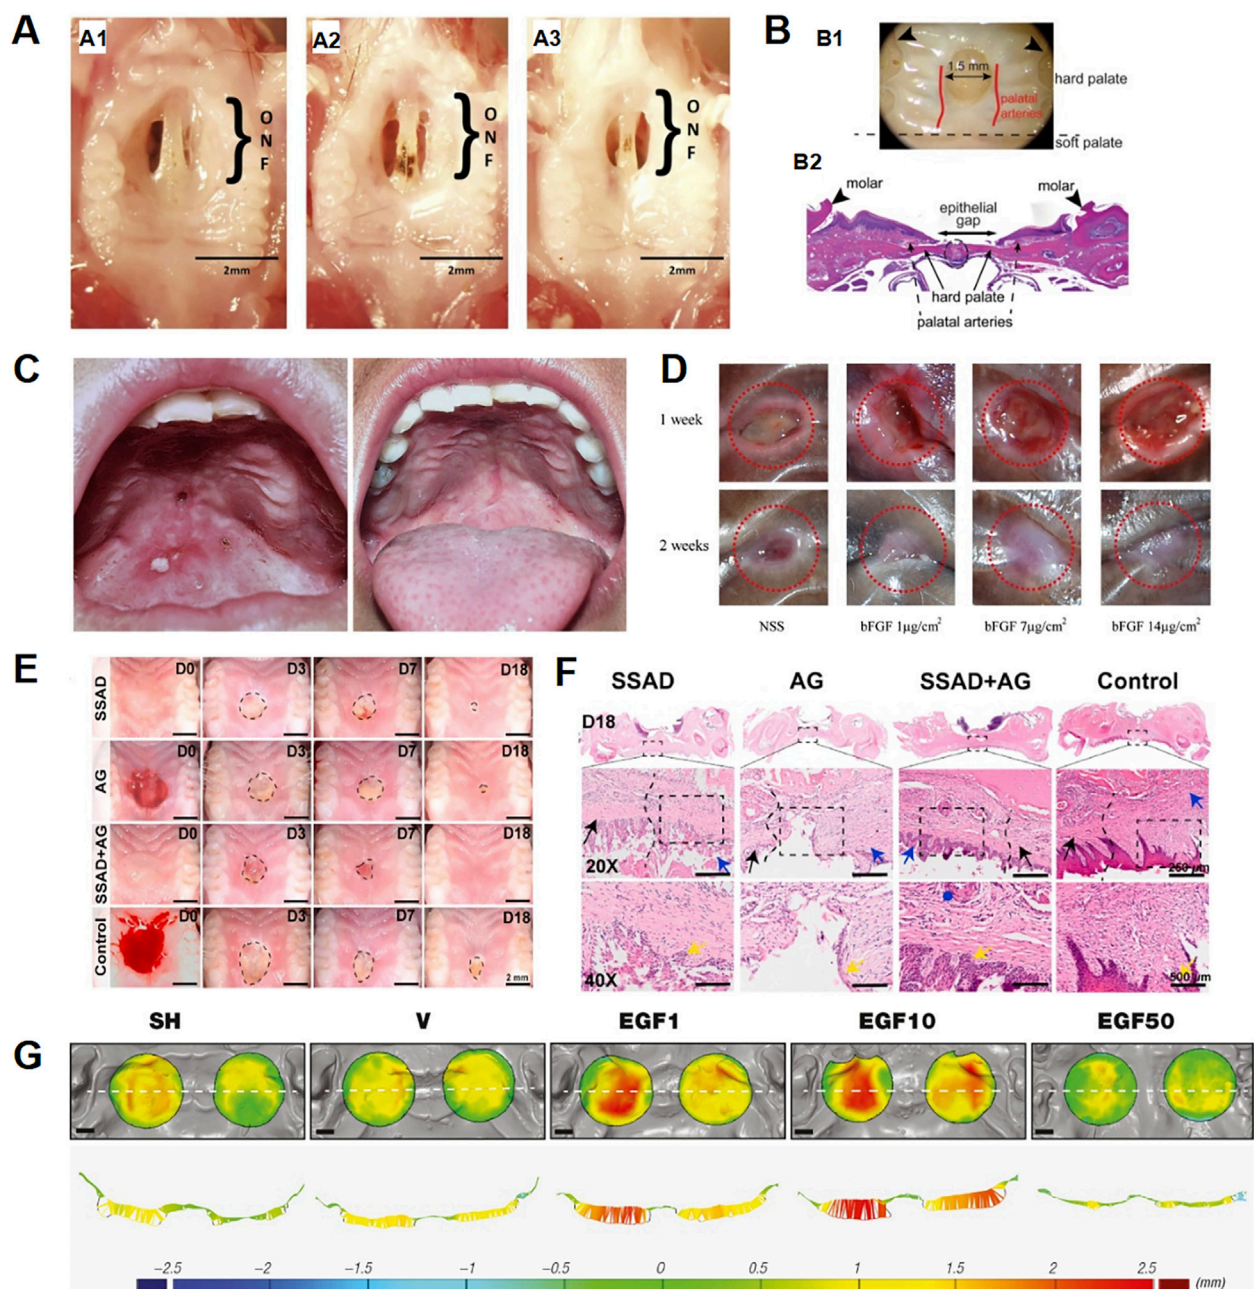 A
A1
A2
A3
O
N
F
O
N
F
O
N
F
2mm
2mm
2mm
B
B1
1.5 mm
hard palate
palatal
arteries
soft palate
B2
molar
molar
epithelial
gap
hard palate
palatal arteries
C
D
1 week
2 weeks
NSS
bFGF 1μg/cm²
bFGF 7μg/cm²
bFGF 14μg/cm²
E
SSAD
D0
D3
D7
D18
AG
D0
D3
D7
D18
SSAD+AG
D0
D3
D7
D18
Control
D0
D3
D7
D18
2 mm
F
SSAD
AG
SSAD+AG
Control
D18
20X
250 μm
40X
500 μm
SH
V
EGF1
EGF10
EGF50
G
-2.5
-2
-1.5
-1
-0.5
0
0.5
1
1.5
2
2.5
(mm)